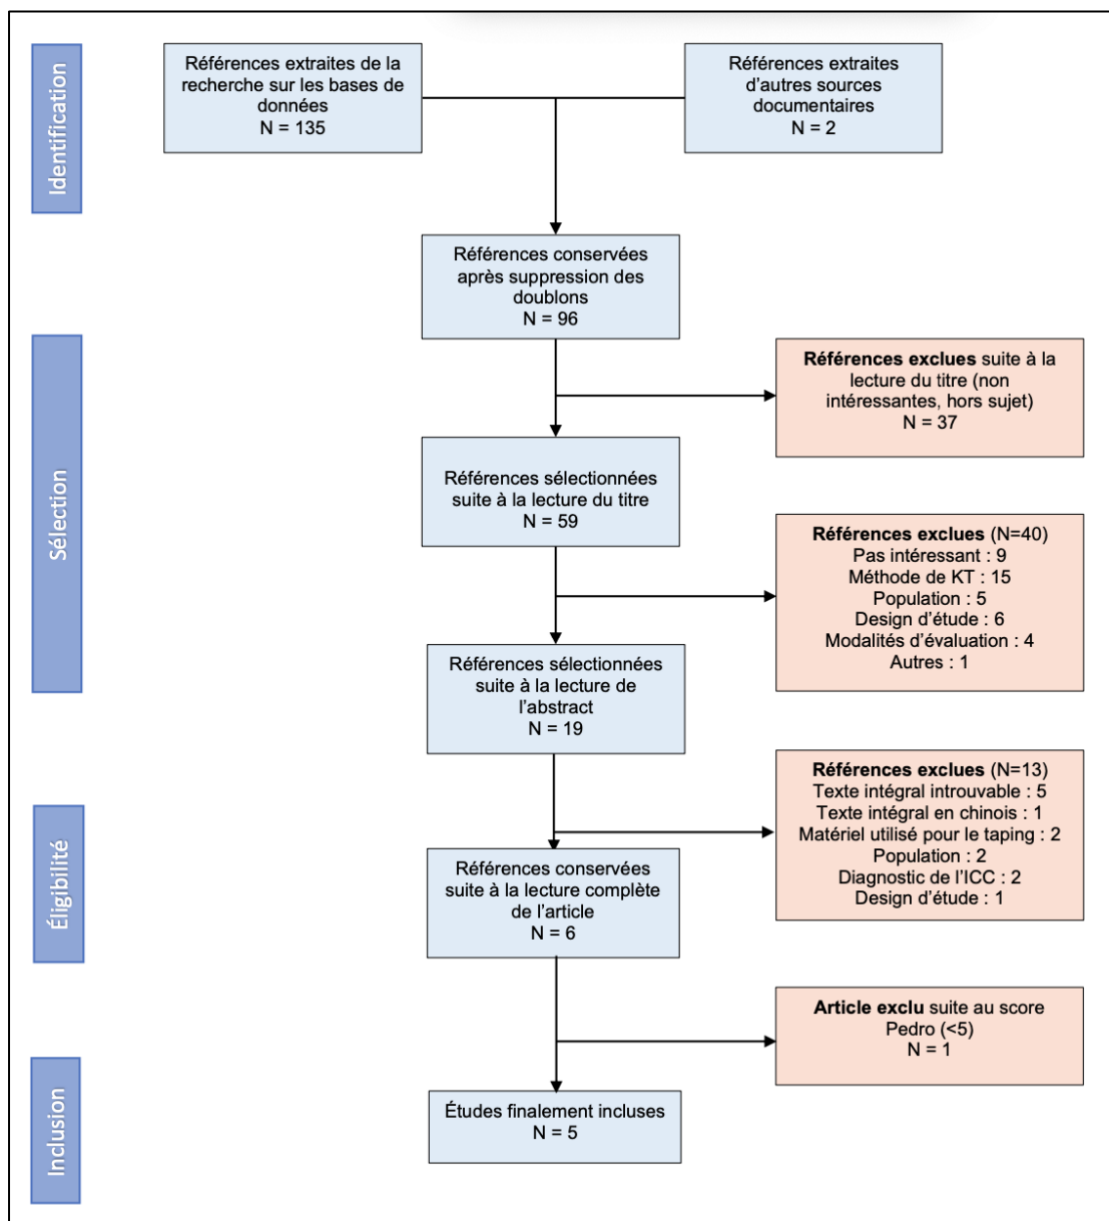 Identification
Références extraites de la
recherche sur les bases de
données
N = 135
Références extraites
d'autres sources
documentaires
N = 2
Références conservées
après suppression des
doublons
N = 96
Sélection
Références exclues suite à la
lecture du titre (non
intéressantes, hors sujet)
N = 37
Références sélectionnées
suite à la lecture du titre
N = 59
Références exclues (N=40)
Pas intéressant : 9
Méthode de KT : 15
Population : 5
Design d'étude : 6
Modalités d'évaluation : 4
Autres : 1
Références sélectionnées
suite à la lecture de
l'abstract
N = 19
Éligibilité
Références exclues (N=13)
Texte intégral introuvable : 5
Texte intégral en chinois : 1
Matériel utilisé pour le taping : 2
Population : 2
Diagnostic de l'ICC : 2
Design d'étude : 1
Références conservées
suite à la lecture complète
de l'article
N = 6
Article exclu suite au score
Pedro (<5)
N = 1
Inclusion
Études finalement incluses
N = 5